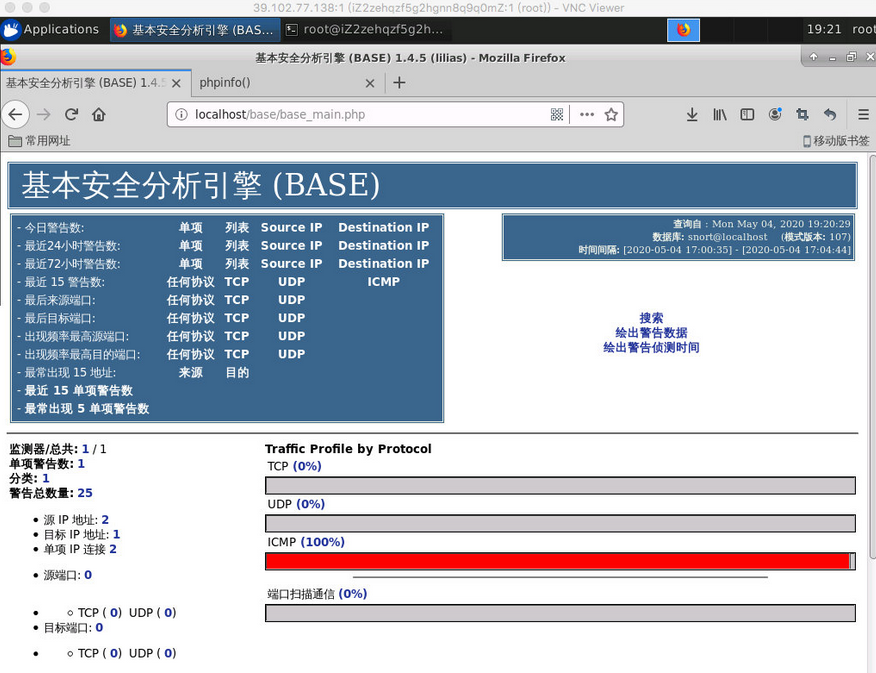 39.102.77.138:1 (iZ2zehqzf5g2hgnn8q9q0mZ:1 (root)) - VNC Viewer
Applications 基本安全分析引擎 (BAS... root@iZ2zehqzf5g2h... 19:21 root
基本安全分析引擎 (BASE) 1.4.5 (lilias) - Mozilla Firefox
基本安全分析引擎 (BASE) 1.4.5 phpinfo()
localhost/base/base_main.php
常用网址 移动版书签
基本安全分析引擎 (BASE)
- 今日警告数: 单项 列表 Source IP Destination IP
- 最近24小时警告数: 单项 列表 Source IP Destination IP
- 最近72小时警告数: 单项 列表 Source IP Destination IP
- 最近 15 警告数: 任何协议 TCP UDP ICMP
- 最后来源端口: 任何协议 TCP UDP
- 最后目标端口: 任何协议 TCP UDP
- 出现频率最高源端口: 任何协议 TCP UDP
- 出现频率最高目的端口: 任何协议 TCP UDP
- 最常出现 15 地址: 来源 目的
- 最近 15 单项警告数
- 最常出现 5 单项警告数
查询自 : Mon May 04, 2020 19:20:29
数据库: snort@localhost (模式版本: 107)
时间间隔: [2020-05-04 17:00:35] - [2020-05-04 17:04:44]
搜索
绘出警告数据
绘出警告侦测时间
监测器/总共: 1 / 1
单项警告数: 1
分类: 1
警告总数量: 25
源 IP 地址: 2
目标 IP 地址: 1
单项 IP 连接 2
源端口: 0
TCP ( 0) UDP ( 0)
目标端口: 0
TCP ( 0) UDP ( 0)
Traffic Profile by Protocol
TCP (0%)
UDP (0%)
ICMP (100%)
端口扫描通信 (0%)